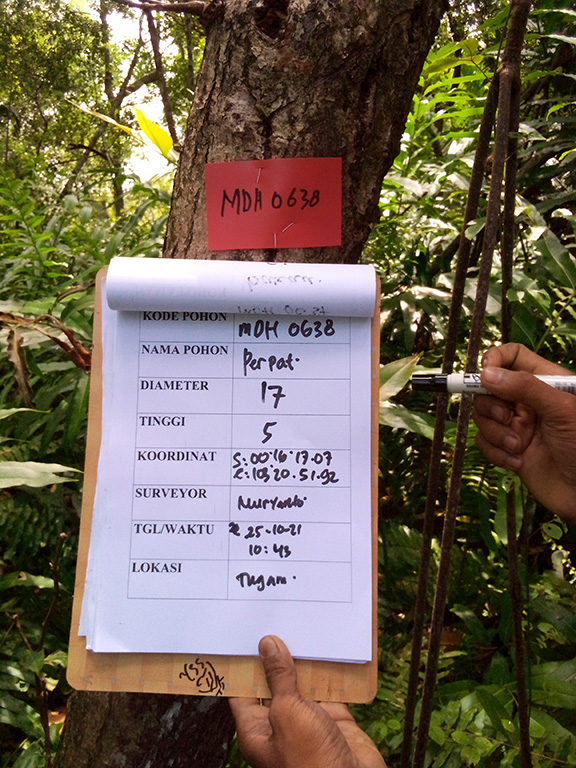 MDH 0638
KODE POHON MDH 0638
NAMA POHON Perpat.
DIAMETER 17
TINGGI 5
KOORDINAT S: 00°16'17.07
E: 103°20.51.92
SURVEYOR Nuryanto.
TGL/WAKTU 25-10-21
10:43
LOKASI